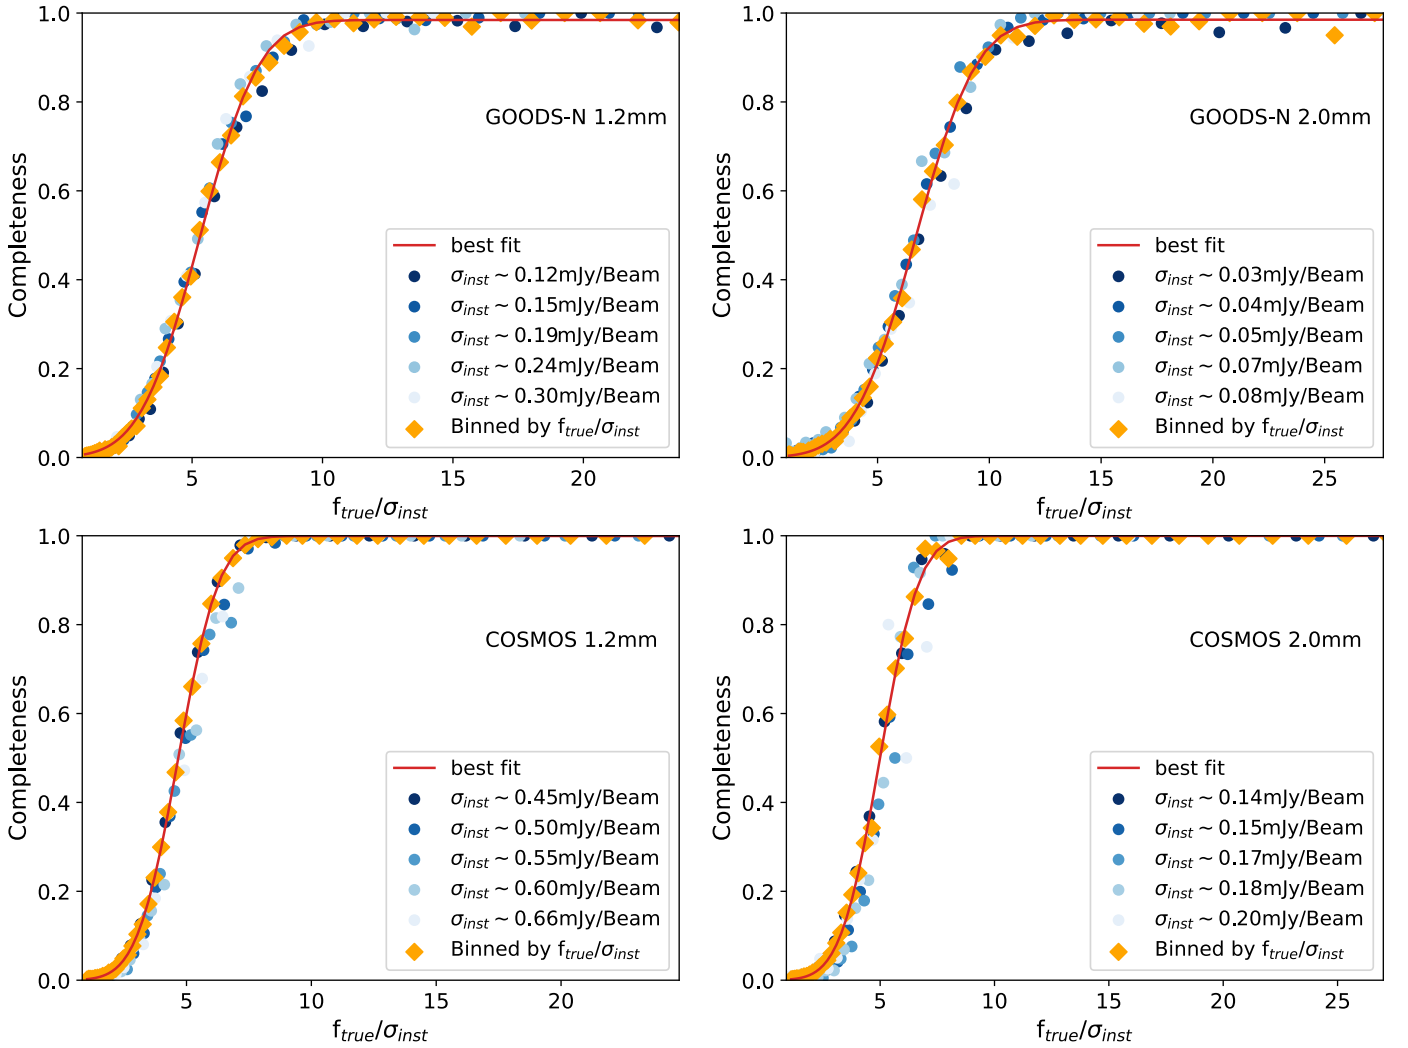 1.0
0.8
0.6
0.4
0.2
0.0
Completeness
GOODS-N 1.2mm
best fit
σinst ~ 0.12mJy/Beam
σinst ~ 0.15mJy/Beam
σinst ~ 0.19mJy/Beam
σinst ~ 0.24mJy/Beam
σinst ~ 0.30mJy/Beam
Binned by ftrue/σinst
5 10 15 20
ftrue/σinst
1.0
0.8
0.6
0.4
0.2
0.0
Completeness
GOODS-N 2.0mm
best fit
σinst ~ 0.03mJy/Beam
σinst ~ 0.04mJy/Beam
σinst ~ 0.05mJy/Beam
σinst ~ 0.07mJy/Beam
σinst ~ 0.08mJy/Beam
Binned by ftrue/σinst
5 10 15 20 25
ftrue/σinst
1.0
0.8
0.6
0.4
0.2
0.0
Completeness
COSMOS 1.2mm
best fit
σinst ~ 0.45mJy/Beam
σinst ~ 0.50mJy/Beam
σinst ~ 0.55mJy/Beam
σinst ~ 0.60mJy/Beam
σinst ~ 0.66mJy/Beam
Binned by ftrue/σinst
5 10 15 20
ftrue/σinst
1.0
0.8
0.6
0.4
0.2
0.0
Completeness
COSMOS 2.0mm
best fit
σinst ~ 0.14mJy/Beam
σinst ~ 0.15mJy/Beam
σinst ~ 0.17mJy/Beam
σinst ~ 0.18mJy/Beam
σinst ~ 0.20mJy/Beam
Binned by ftrue/σinst
5 10 15 20 25
ftrue/σinst